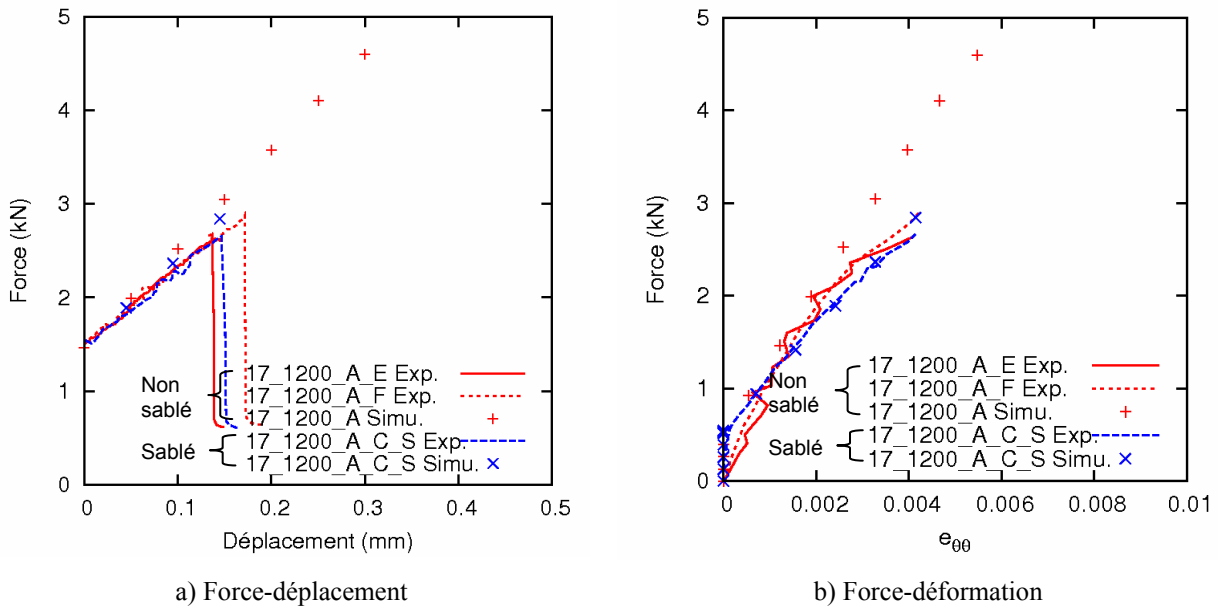 5
4
3
2
1
0
Force (kN)
0 0.1 0.2 0.3 0.4 0.5
Déplacement (mm)
Non
sablé
Sablé
17_1200_A_E Exp.
17_1200_A_F Exp.
17_1200_A Simu.
17_1200_A_C_S Exp.
17_1200_A_C_S Simu.
a) Force-déplacement
5
4
3
2
1
0
Force (kN)
0 0.002 0.004 0.006 0.008 0.01
eθθ
Non
sablé
Sablé
17_1200_A_E Exp.
17_1200_A_F Exp.
17_1200_A Simu.
17_1200_A_C_S Exp.
17_1200_A_C_S Simu.
b) Force-déformation